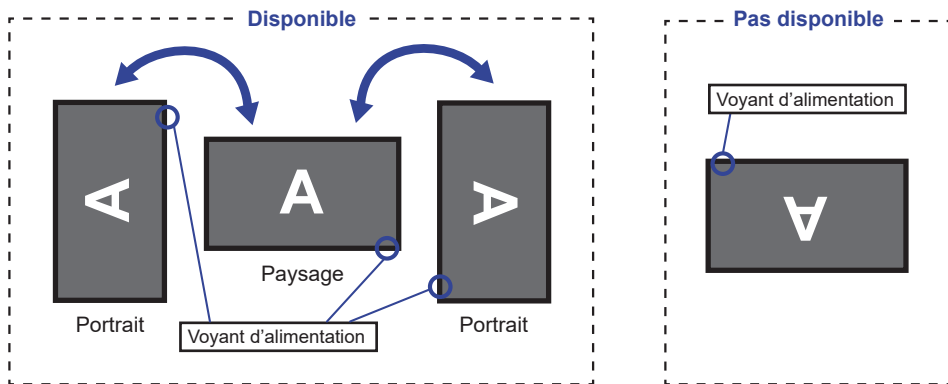 Disponible
Pas disponible
A
A
A
Paysage
Portrait
Voyant d’alimentation
Portrait
Voyant d’alimentation
A